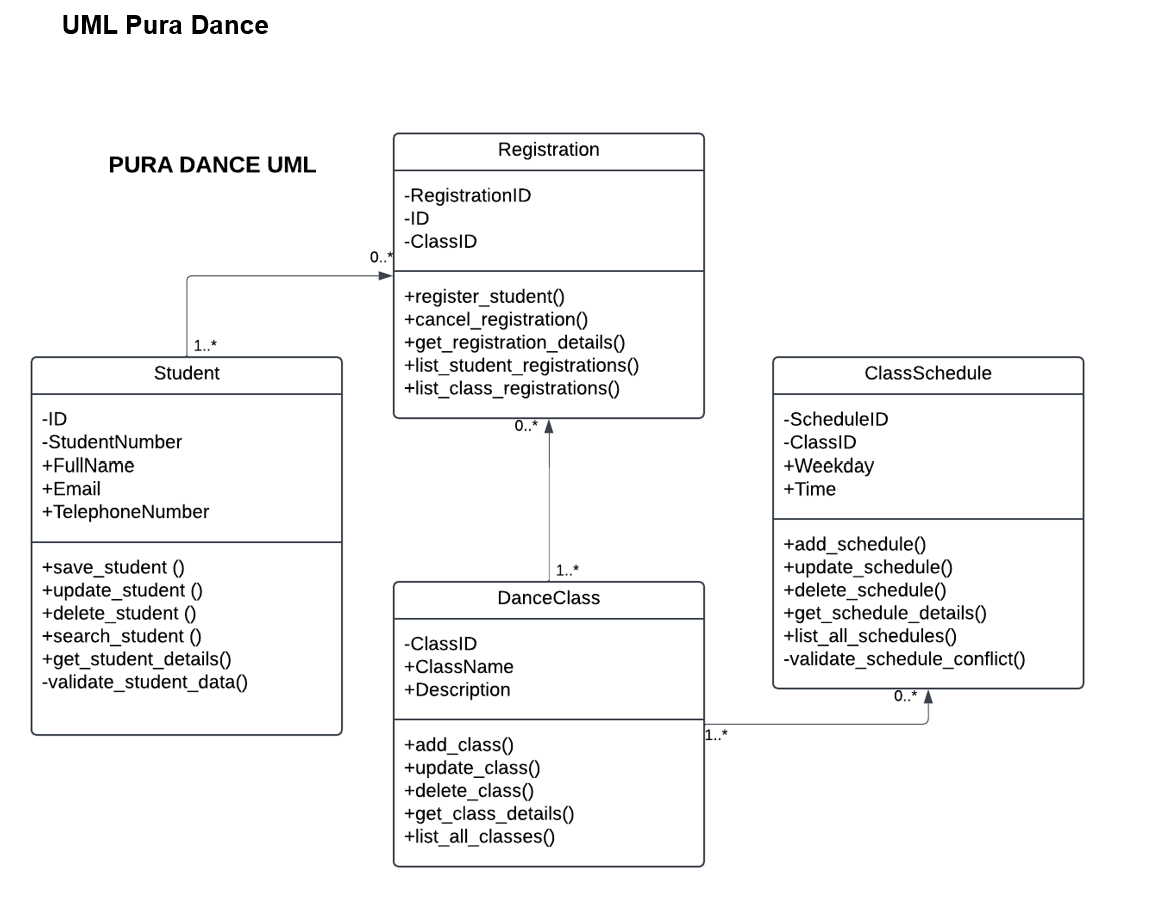 UML Pura Dance
PURA DANCE UML
Registration
-RegistrationID
-ID
-ClassID
+register_student()
+cancel_registration()
+get_registration_details()
+list_student_registrations()
+list_class_registrations()
0..*
1..*
Student
-ID
-StudentNumber
+FullName
+Email
+TelephoneNumber
+save_student ()
+update_student ()
+delete_student ()
+search_student ()
+get_student_details()
-validate_student_data()
0..*
1..*
DanceClass
-ClassID
+ClassName
+Description
+add_class()
+update_class()
+delete_class()
+get_class_details()
+list_all_classes()
ClassSchedule
-ScheduleID
-ClassID
+Weekday
+Time
+add_schedule()
+update_schedule()
+delete_schedule()
+get_schedule_details()
+list_all_schedules()
-validate_schedule_conflict()
0..*
1..*